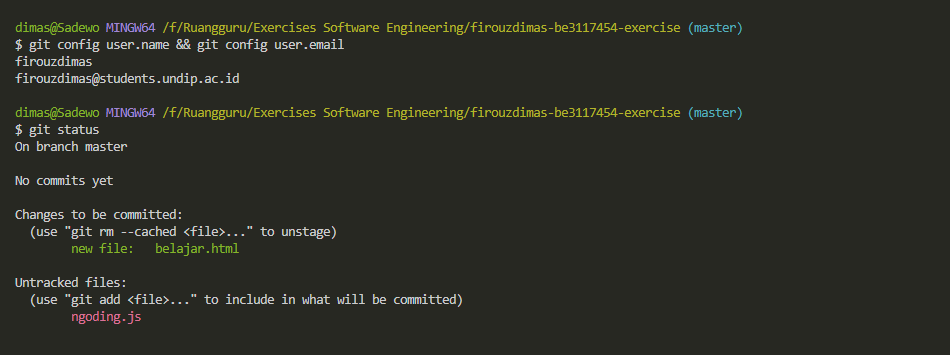 dimas@Sadewo MINGW64 /f/Ruangguru/Exercises Software Engineering/firouzdimas-be3117454-exercise (master)
$ git config user.name && git config user.email
firouzdimas
firouzdimas@students.undip.ac.id

dimas@Sadewo MINGW64 /f/Ruangguru/Exercises Software Engineering/firouzdimas-be3117454-exercise (master)
$ git status
On branch master

No commits yet

Changes to be committed:
  (use "git rm --cached <file>..." to unstage)
        new file:   belajar.html

Untracked files:
  (use "git add <file>..." to include in what will be committed)
        ngoding.js